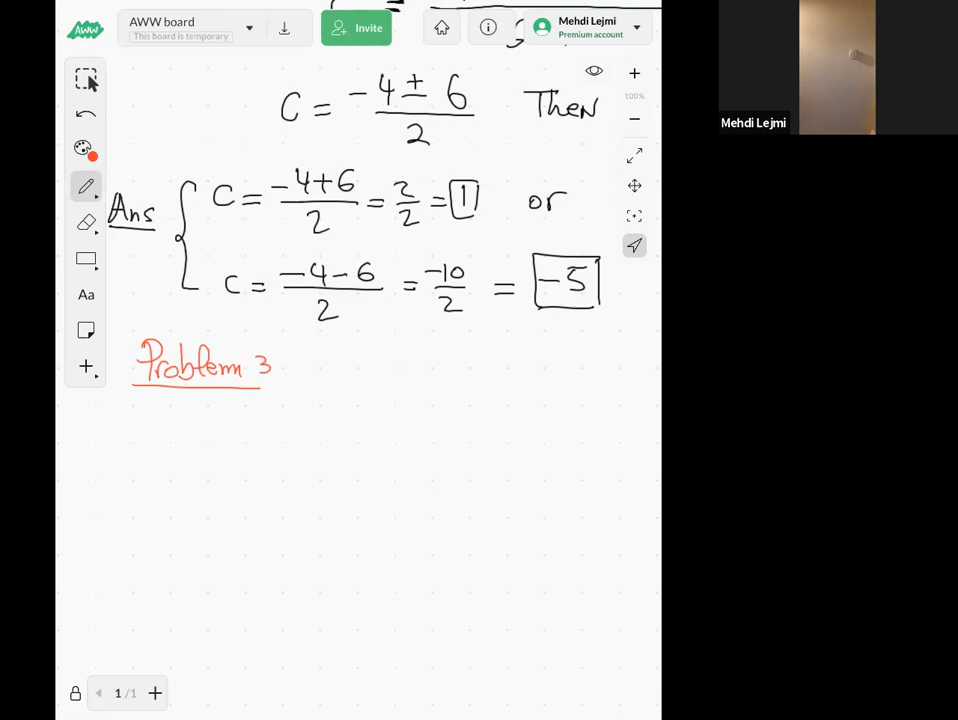 AWW
AWW board
This board is temporary
Invite
Mehdi Lejmi
Premium account
C = -4 ± 6 / 2 Then
100%
Mehdi Lejmi
Ans
C = -4+6 / 2 = 2/2 = 1 or
C = -4-6 / 2 = -10/2 = -5
Aa
Problem 3
1 / 1